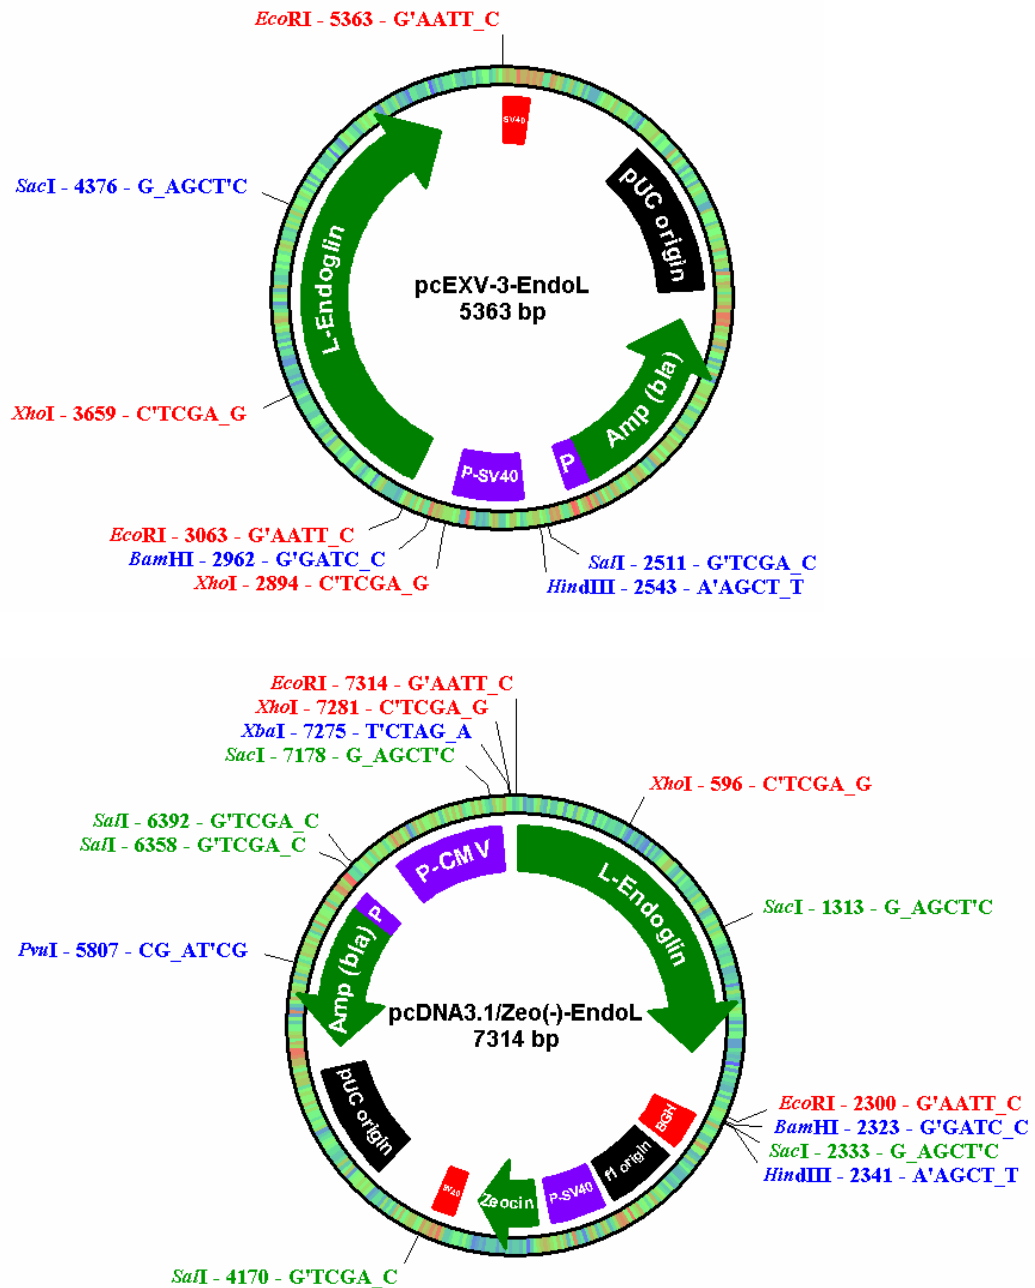 EcoRI - 5363 - G'AATT_C
SV40
SacI - 4376 - G_AGCT'C
pUC origin
L-Endoglin
pcEXV-3-EndoL
5363 bp
Amp (bla)
XhoI - 3659 - C'TCGA_G
P-SV40
P
EcoRI - 3063 - G'AATT_C
BamHI - 2962 - G'GATC_C
XhoI - 2894 - C'TCGA_G
SalI - 2511 - G'TCGA_C
HindIII - 2543 - A'AGCT_T
EcoRI - 7314 - G'AATT_C
XhoI - 7281 - C'TCGA_G
XbaI - 7275 - T'CTAG_A
SacI - 7178 - G_AGCT'C
XhoI - 596 - C'TCGA_G
SalI - 6392 - G'TCGA_C
SalI - 6358 - G'TCGA_C
P-CMV
L-Endoglin
P
SacI - 1313 - G_AGCT'C
PvuI - 5807 - CG_AT'CG
Amp (bla)
pcDNA3.1/Zeo(-)-EndoL
7314 bp
pUC origin
BGH
EcoRI - 2300 - G'AATT_C
BamHI - 2323 - G'GATC_C
SacI - 2333 - G_AGCT'C
HindIII - 2341 - A'AGCT_T
f1 origin
P-SV40
Zeocin
SV40
SalI - 4170 - G'TCGA_C